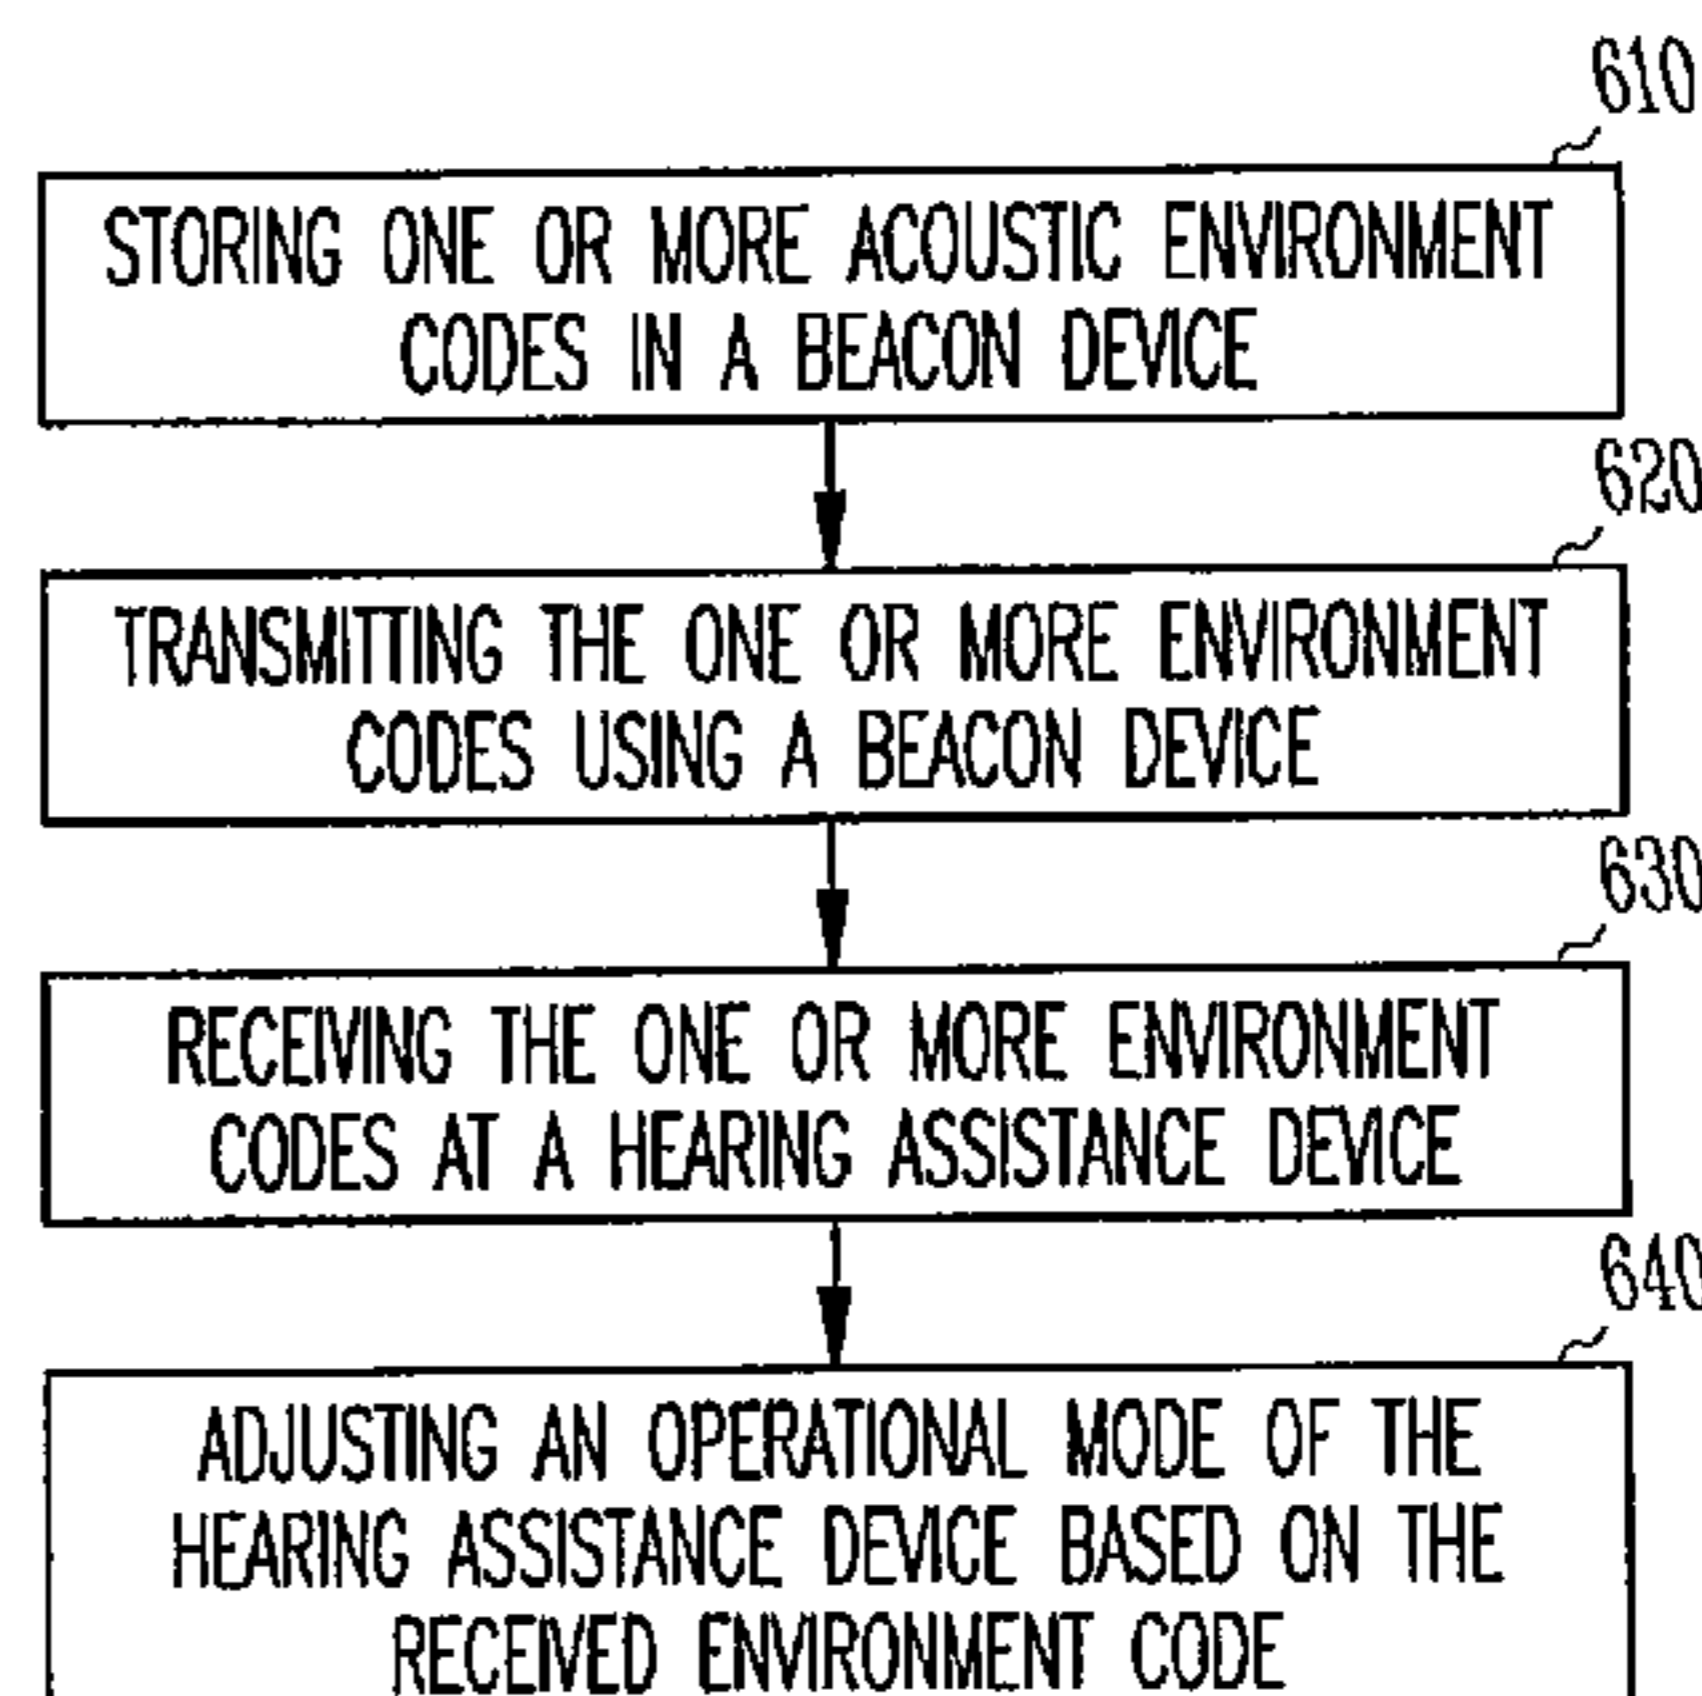 610
STORING ONE OR MORE ACOUSTIC ENVIRONMENT
CODES IN A BEACON DEVICE
620
TRANSMITTING THE ONE OR MORE ENVIRONMENT
CODES USING A BEACON DEVICE
630
RECEIVING THE ONE OR MORE ENVIRONMENT
CODES AT A HEARING ASSISTANCE DEVICE
640
ADJUSTING AN OPERATIONAL MODE OF THE
HEARING ASSISTANCE DEVICE BASED ON THE
RECEIVED ENVIRONMENT CODE